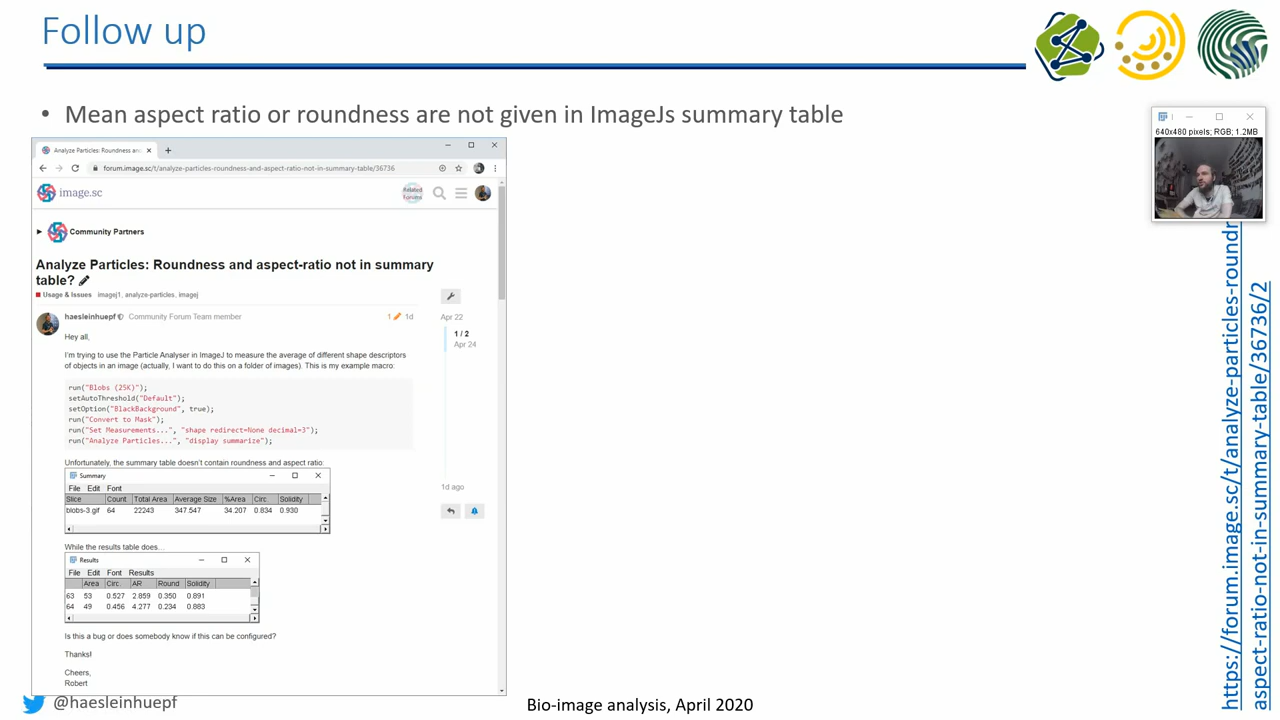 Follow up
• Mean aspect ratio or roundness are not given in ImageJs summary table
Analyze Particles: Roundness and
forum.image.sc/t/analyze-particles-roundness-and-aspect-ratio-not-in-summary-table/36736
image.sc
Related
Forums
Community Partners
Analyze Particles: Roundness and aspect-ratio not in summary
table?
Usage & Issues imagej1, analyze-particles, imagej
haesleinhuepf Community Forum Team member 1 1d
Hey all,
I'm trying to use the Particle Analyser in ImageJ to measure the average of different shape descriptors
of objects in an image (actually, I want to do this on a folder of images). This is my example macro:
run("Blobs (25K)");
setAutoThreshold("Default");
setOption("BlackBackground", true);
run("Convert to Mask");
run("Set Measurements...", "shape redirect=None decimal=3");
run("Analyze Particles...", "display summarize");
Unfortunately, the summary table doesn't contain roundness and aspect ratio:
Summary
File Edit Font
Slice Count Total Area Average Size %Area Circ. Solidity
blobs-3.gif 64 22243 347.547 34.207 0.834 0.930
While the results table does...
Results
File Edit Font Results
Area Circ. AR Round Solidity
63 53 0.527 2.859 0.350 0.891
64 49 0.456 4.277 0.234 0.883
Is this a bug or does somebody know if this can be configured?
Thanks!
Cheers,
Robert
Apr 22
1 / 2
Apr 24
1d ago
640x480 pixels; RGB; 1.2MB
https://forum.image.sc/t/analyze-particles-roundr
aspect-ratio-not-in-summary-table/36736/2
@haesleinhuepf
Bio-image analysis, April 2020